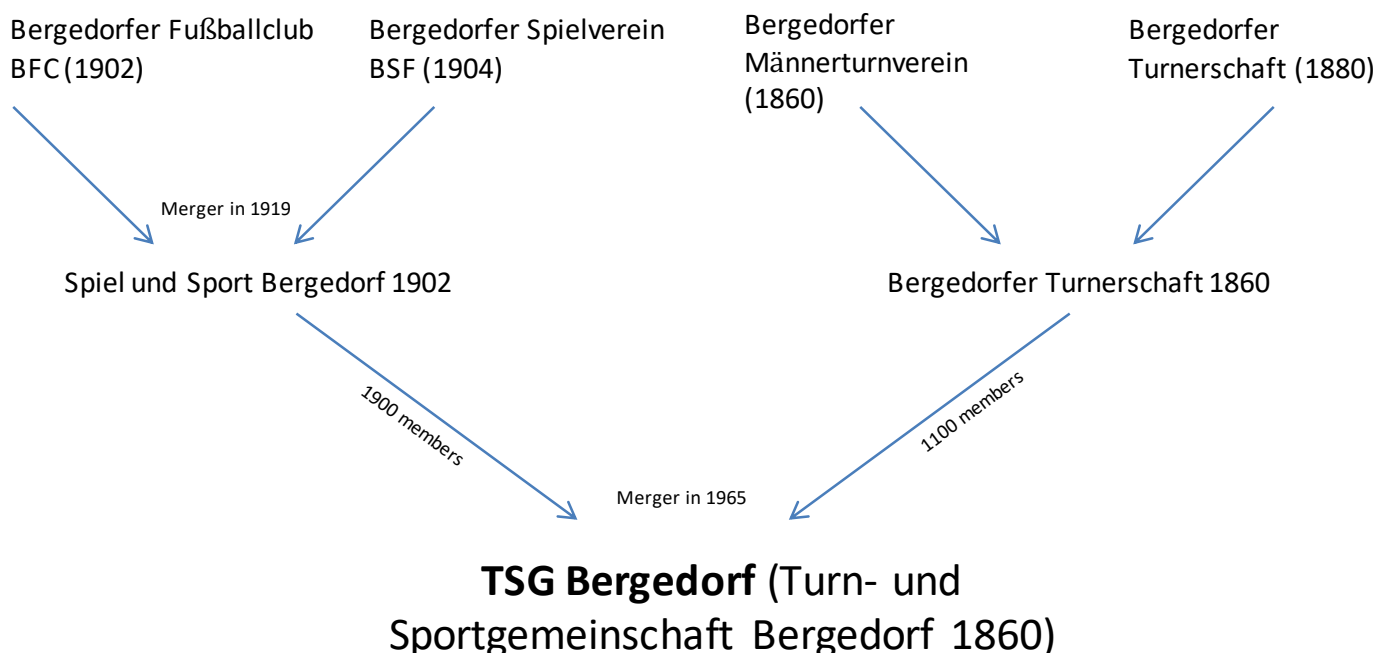 Bergedorfer Fußballclub
BFC (1902)
Bergedorfer Spielverein
BSF (1904)
Bergedorfer
Männerturnverein
(1860)
Bergedorfer
Turnerschaft (1880)
Merger in 1919
Spiel und Sport Bergedorf 1902
Bergedorfer Turnerschaft 1860
1900 members
1100 members
Merger in 1965
TSG Bergedorf (Turn- und
Sportgemeinschaft Bergedorf 1860)